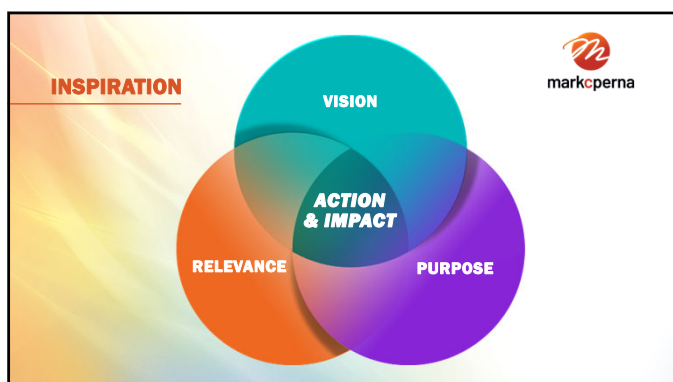 INSPIRATION
VISION
markcperna
ACTION
& IMPACT
RELEVANCE
PURPOSE